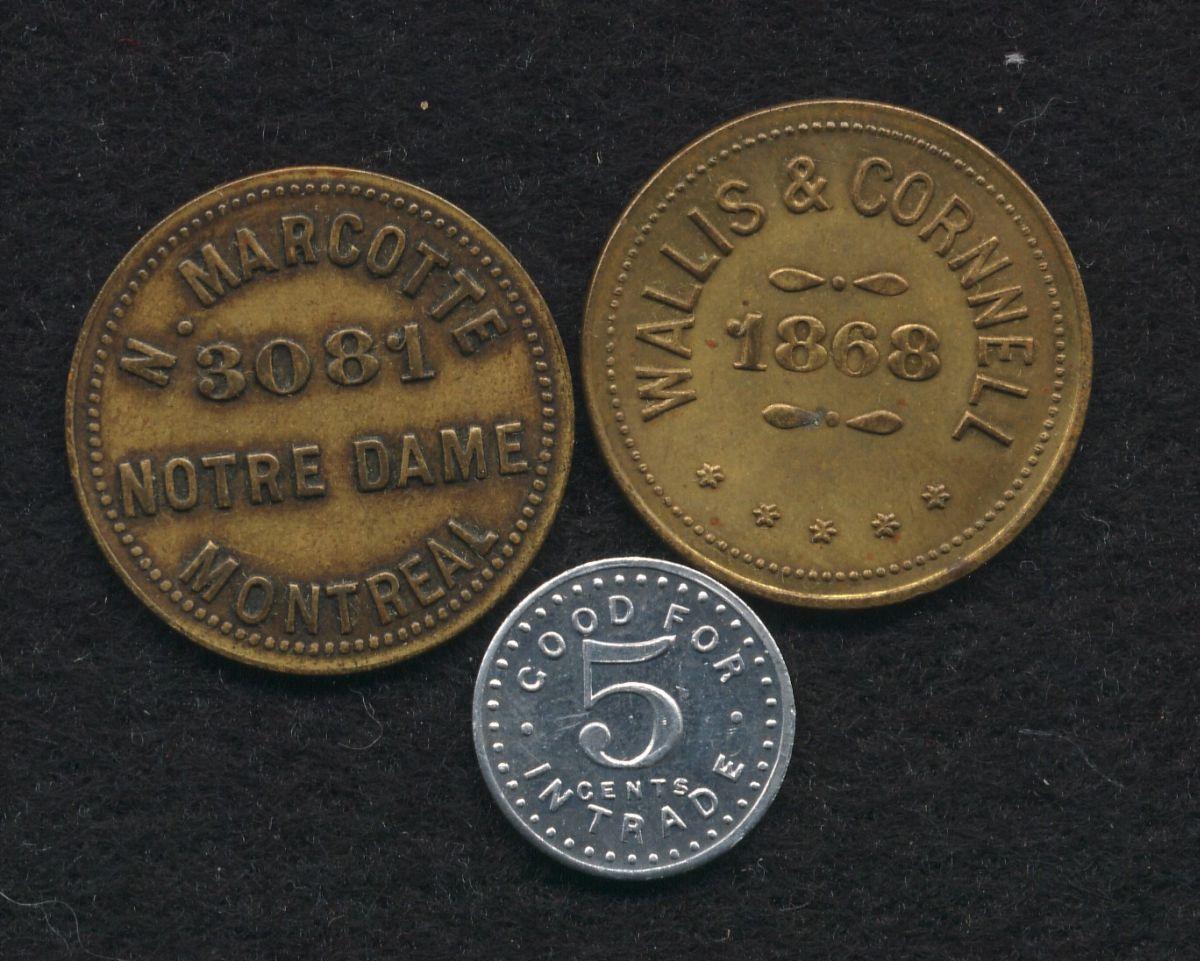 N. MARCOTTE
3081
NOTRE DAME
MONTREAL
WALLIS & CORNNELL
1868
GOOD FOR
5
CENTS
IN TRADE